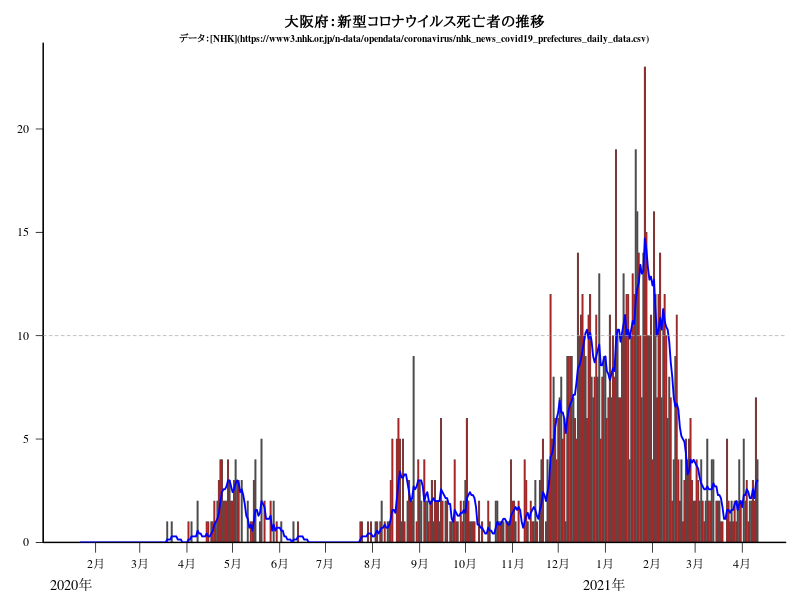 大阪府：新型コロナウイルス死亡者の推移
データ：[NHK](https://www3.nhk.or.jp/n-data/opendata/coronavirus/nhk_news_covid19_prefectures_daily_data.csv)
20
15
10
5
0
2月 3月 4月 5月 6月 7月 8月 9月 10月 11月 12月 1月 2月 3月 4月
2020年 2021年